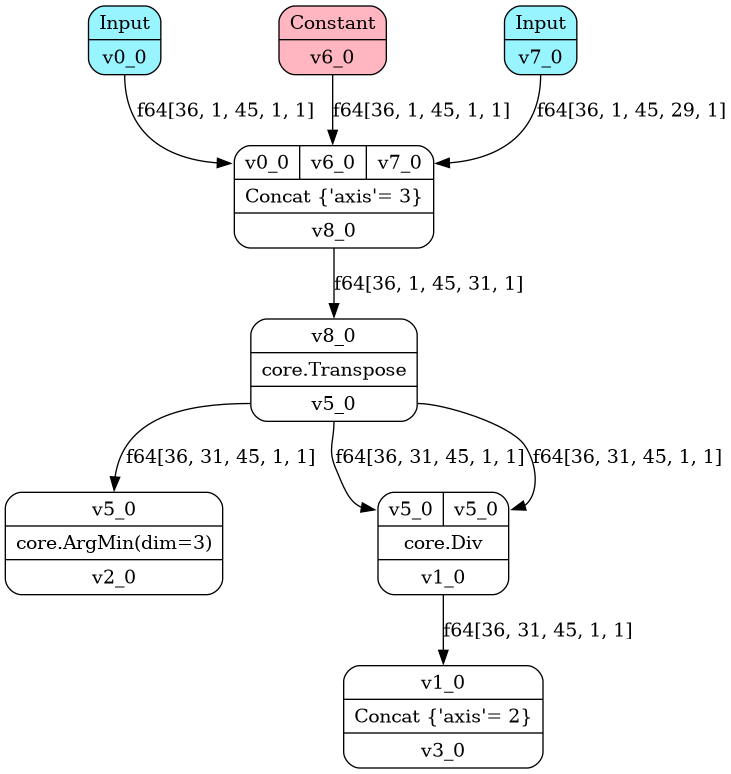 Input
v0_0
Constant
v6_0
Input
v7_0
f64[36, 1, 45, 1, 1]
f64[36, 1, 45, 1, 1]
f64[36, 1, 45, 29, 1]
v0_0
v6_0
v7_0
Concat {'axis'= 3}
v8_0
f64[36, 1, 45, 31, 1]
v8_0
core.Transpose
v5_0
f64[36, 31, 45, 1, 1]
f64[36, 31, 45, 1, 1]
f64[36, 31, 45, 1, 1]
v5_0
core.ArgMin(dim=3)
v2_0
v5_0
v5_0
core.Div
v1_0
f64[36, 31, 45, 1, 1]
v1_0
Concat {'axis'= 2}
v3_0